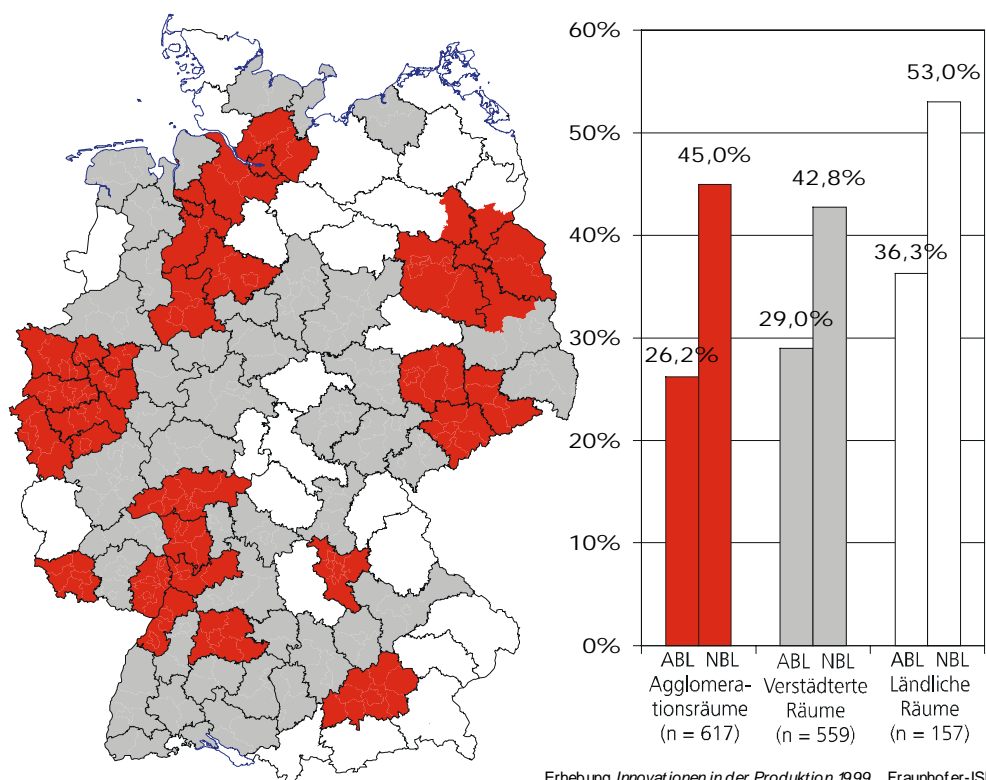 60%
50%
40%
30%
20%
10%
0%
26,2%
45,0%
29,0%
42,8%
36,3%
53,0%
ABL NBL
Agglomera-
tionsräume
(n = 617)
ABL NBL
Verstädterte
Räume
(n = 559)
ABL NBL
Ländliche
Räume
(n = 157)
Erhebung Innovationen in der Produktion 1999 Fraunhofer-ISI